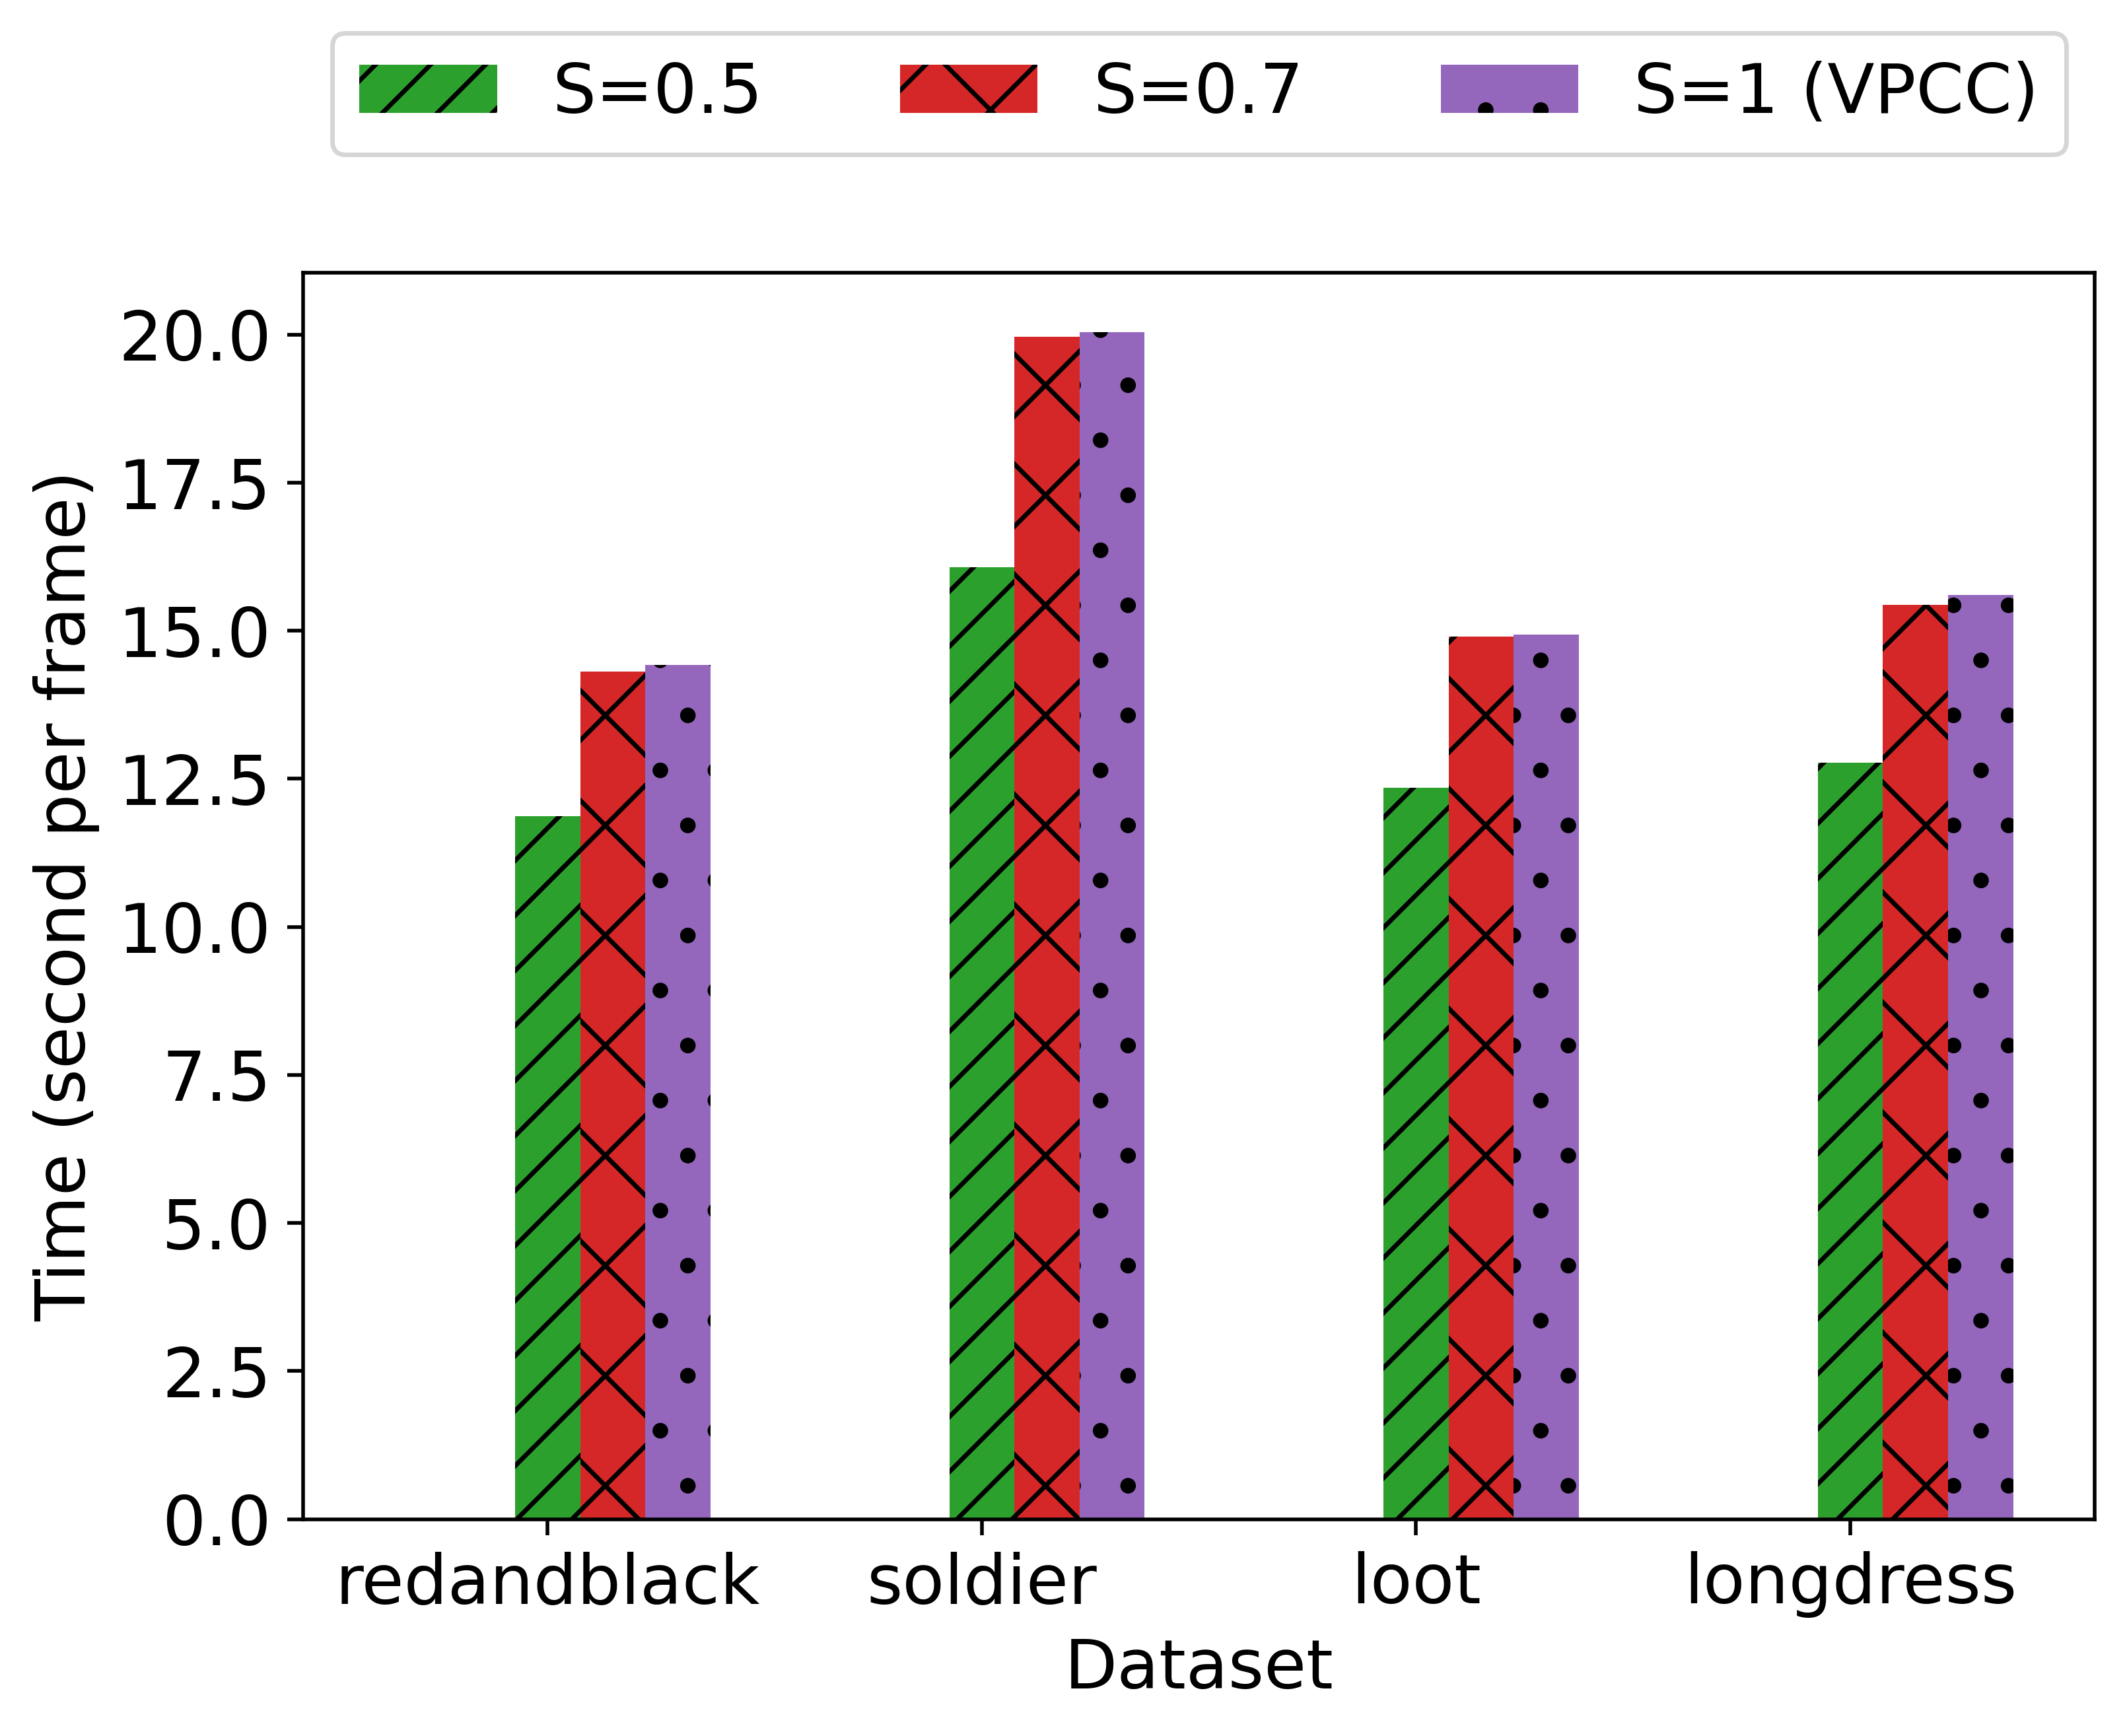 S=0.5 S=0.7 S=1 (VPCC)
Time (second per frame)
20.0
17.5
15.0
12.5
10.0
7.5
5.0
2.5
0.0
redandblack soldier loot longdress
Dataset